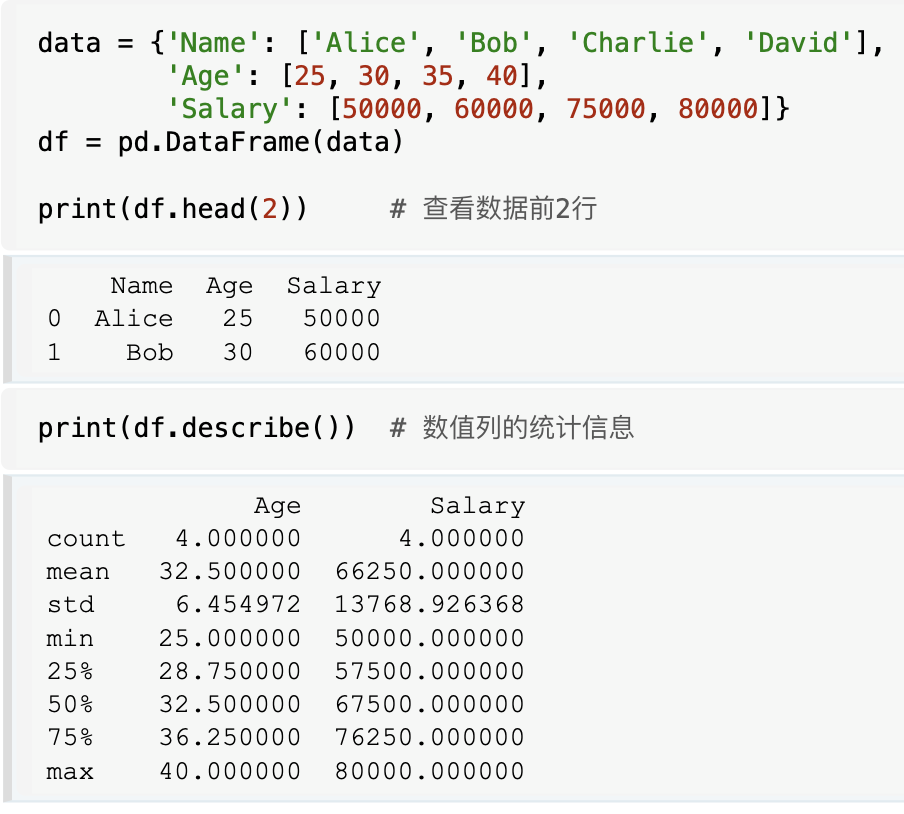 data = {'Name': ['Alice', 'Bob', 'Charlie', 'David'],
        'Age': [25, 30, 35, 40],
        'Salary': [50000, 60000, 75000, 80000]}
df = pd.DataFrame(data)
print(df.head(2))     # 查看数据前2行
    Name  Age  Salary
0  Alice   25   50000
1    Bob   30   60000
print(df.describe())  # 数值列的统计信息
             Age        Salary
count   4.000000      4.000000
mean   32.500000  66250.000000
std     6.454972  13768.926368
min    25.000000  50000.000000
25%    28.750000  57500.000000
50%    32.500000  67500.000000
75%    36.250000  76250.000000
max    40.000000  80000.000000